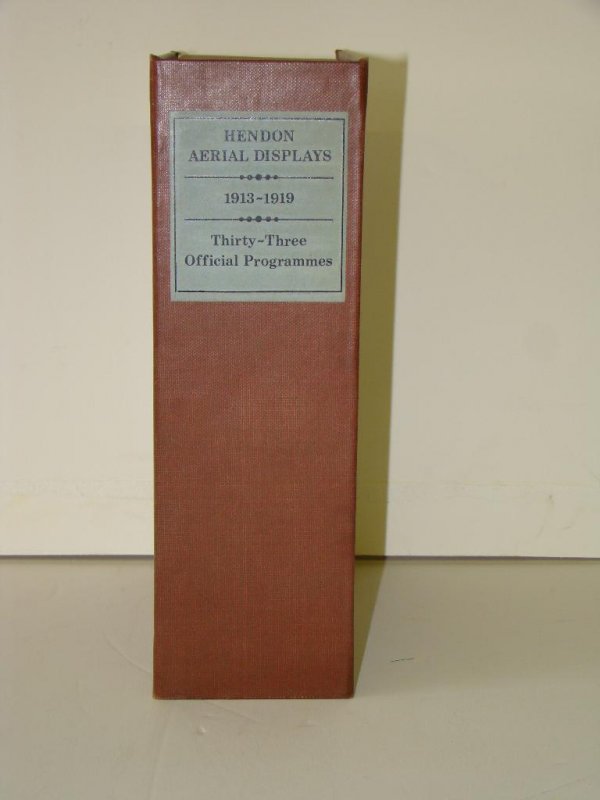 HENDON
AERIAL DISPLAYS
1913~1919
Thirty~Three
Official Programmes